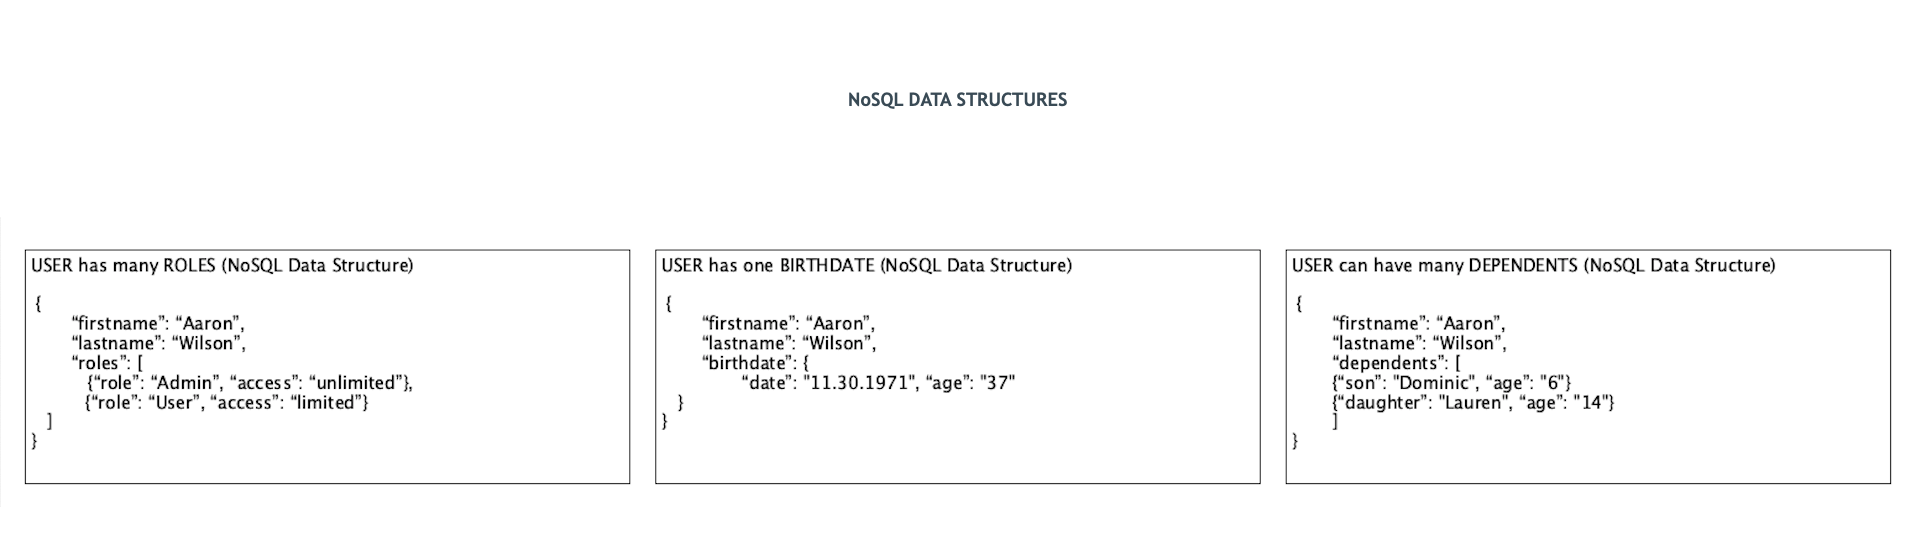 NoSQL DATA STRUCTURES
USER has many ROLES (NoSQL Data Structure)
{
“firstname”: “Aaron”,
“lastname”: “Wilson”,
“roles”: [
{“role”: “Admin”, “access”: “unlimited”},
{“role”: “User”, “access”: “limited”}
]
}
USER has one BIRTHDATE (NoSQL Data Structure)
{
“firstname”: “Aaron”,
“lastname”: “Wilson”,
“birthdate”: {
“date”: "11.30.1971", “age”: "37"
}
}
USER can have many DEPENDENTS (NoSQL Data Structure)
{
“firstname”: “Aaron”,
“lastname”: “Wilson”,
“dependents”: [
{“son”: "Dominic", “age”: "6"}
{“daughter”: "Lauren", “age”: "14"}
]
}